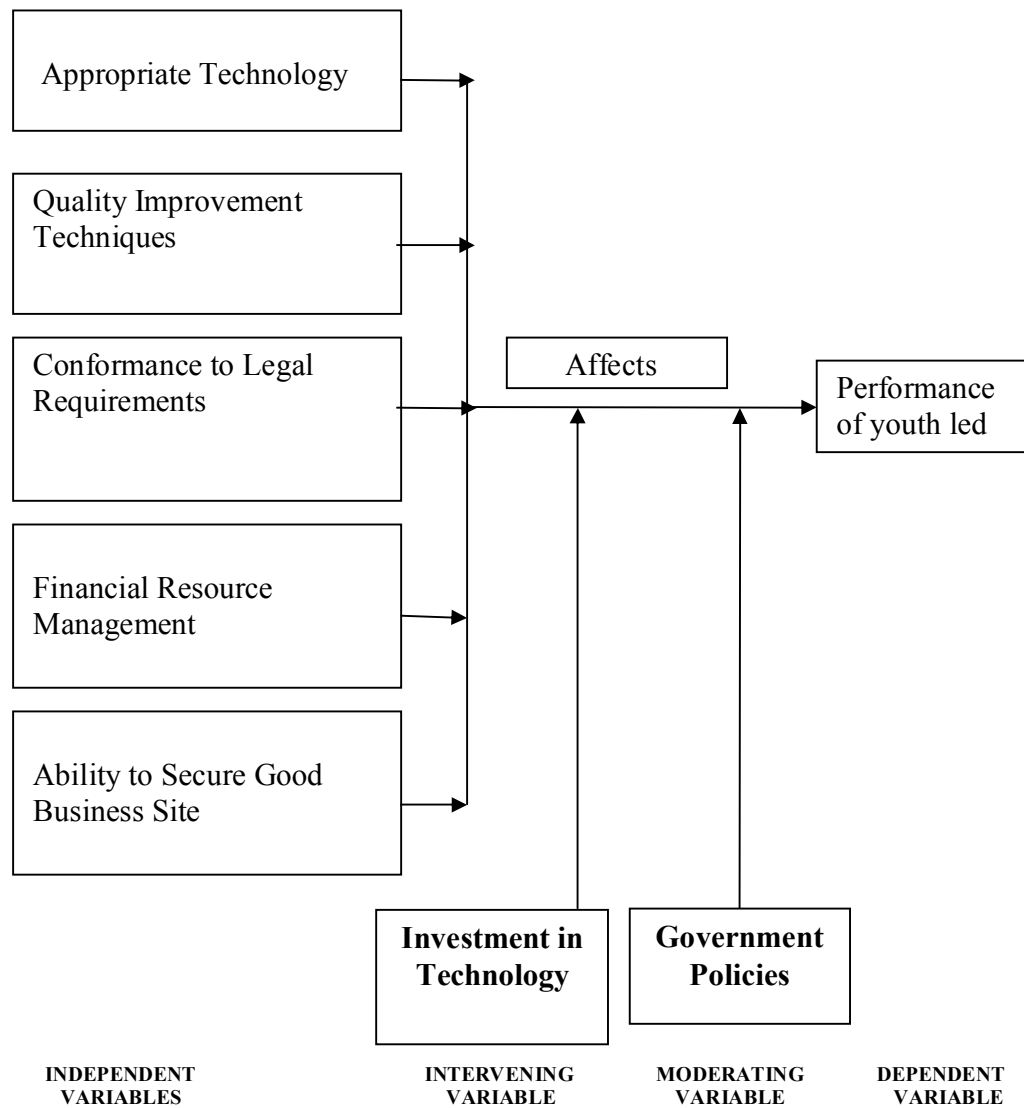 Appropriate Technology
Quality Improvement
Techniques
Conformance to Legal
Requirements
Affects
Performance
of youth led
Financial Resource
Management
Ability to Secure Good
Business Site
Investment in
Technology
Government
Policies
INDEPENDENT
VARIABLES
INTERVENING
VARIABLE
MODERATING
VARIABLE
DEPENDENT
VARIABLE